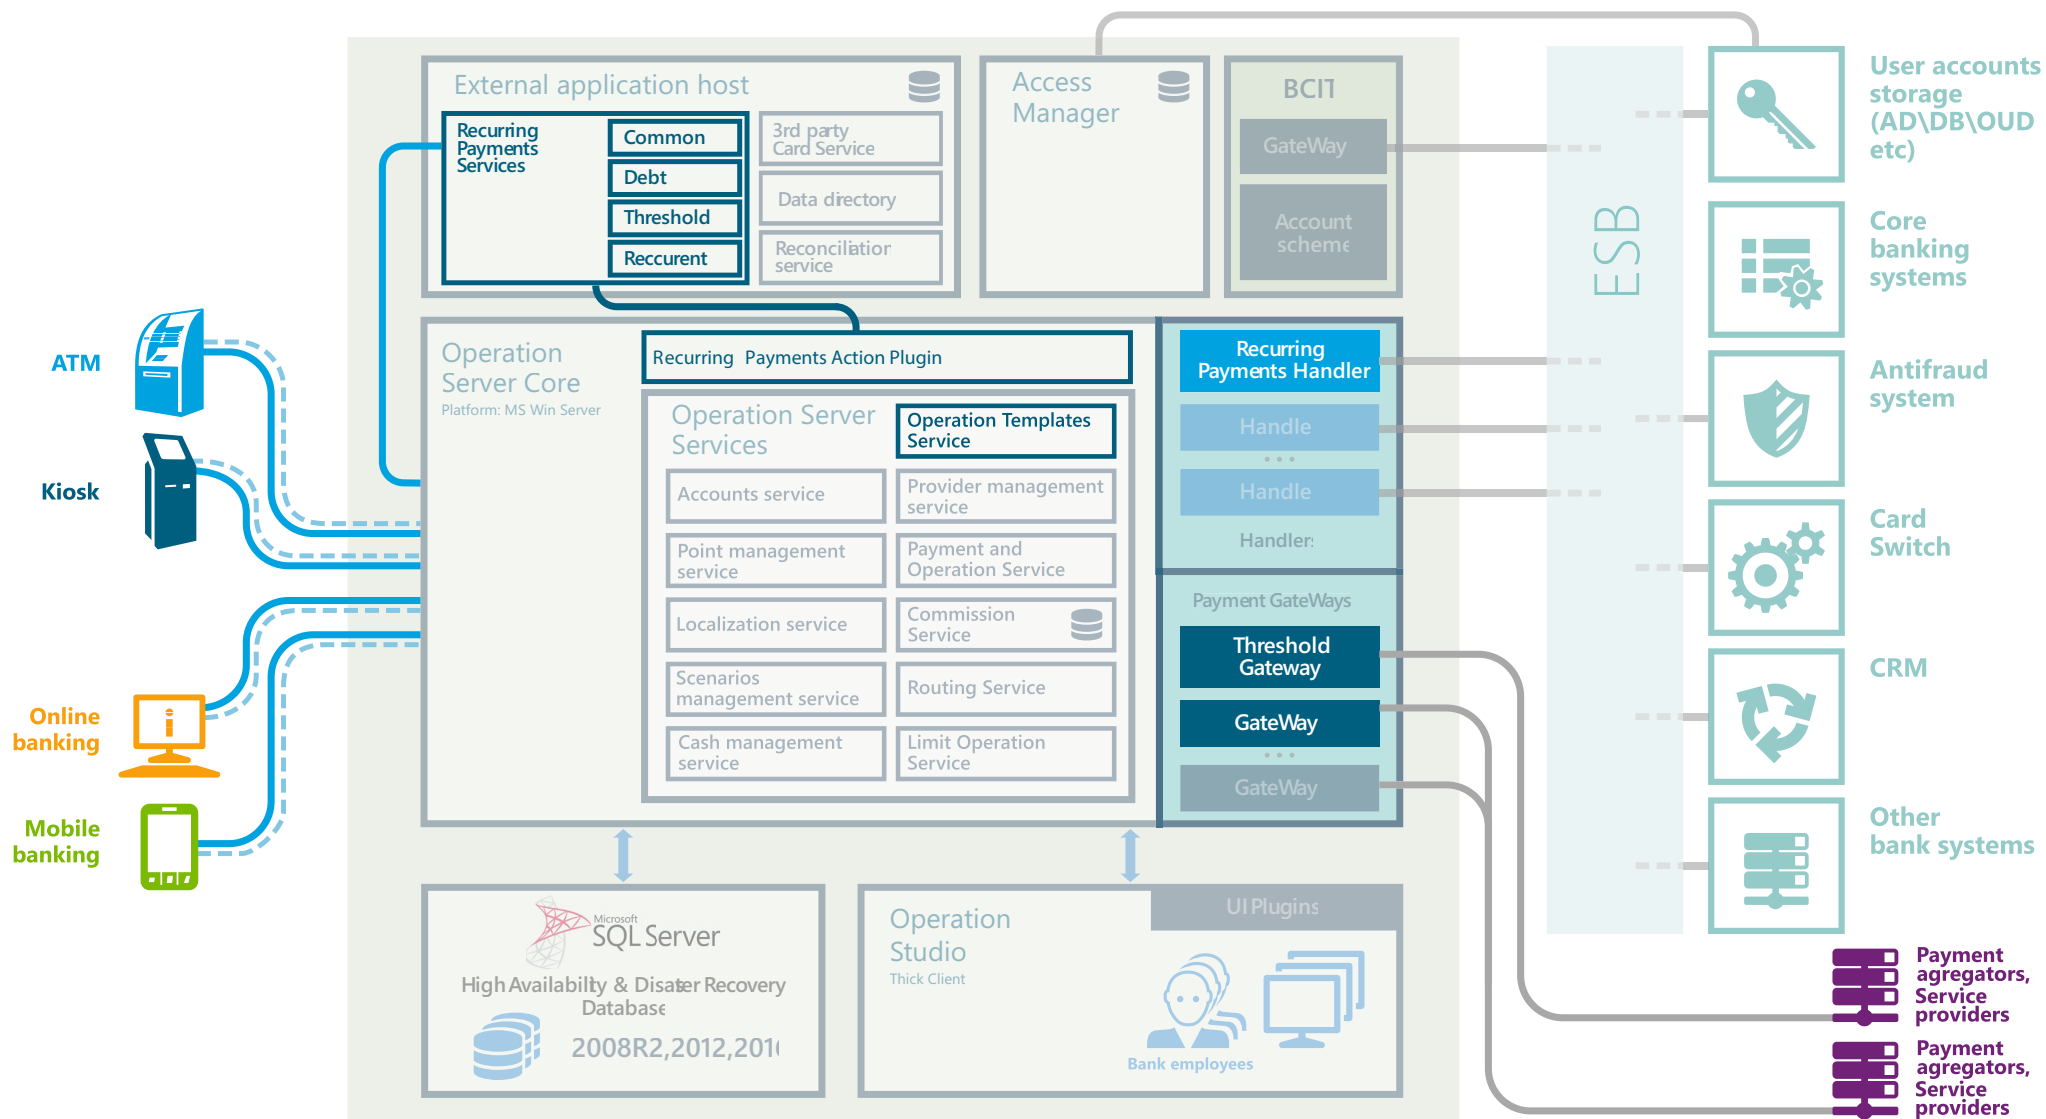 External application host
Recurring
Payments
Services
Common
Debt
Threshold
Reccurent
3rd party
Card Service
Data directory
Reconciliation
service
Access
Manager
BCIT
GateWay
Account
scheme
ESB
User accounts
storage
(AD\DB\OUD
etc)
Core
banking
systems
Antifraud
system
Card
Switch
CRM
Other
bank systems
ATM
Kiosk
Online
banking
Mobile
banking
Operation
Server Core
Platform: MS Win Server
Recurring Payments Action Plugin
Operation Server
Services
Operation Templates
Service
Accounts service
Provider management
service
Point management
service
Payment and
Operation Service
Localization service
Commission
Service
Scenarios
management service
Routing Service
Cash management
service
Limit Operation
Service
Recurring
Payments Handler
Handle
...
Handle
Handlers
Payment GateWays
Threshold
Gateway
GateWay
...
GateWay
Microsoft
SQL Server
High Availability & Disaster Recovery
Database
2008R2,2012,2016
Operation
Studio
Thick Client
UI Plugins
Bank employees
Payment
agregators,
Service
providers
Payment
agregators,
Service
providers